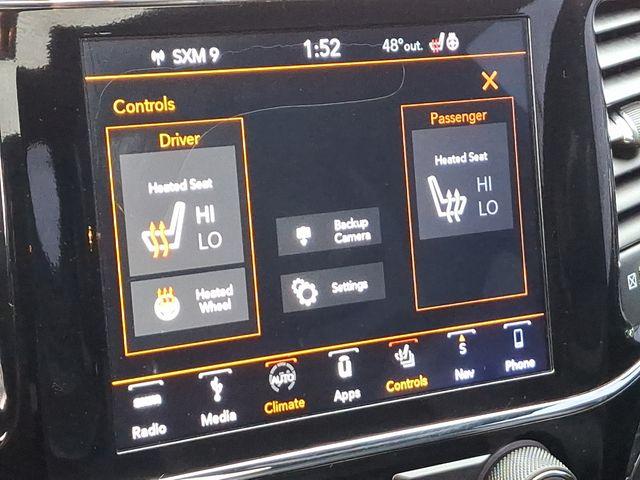 SXM 9 1:52 48° out.
Controls
Driver
Heated Seat
HI
LO
Heated
Wheel
Backup
Camera
Settings
Passenger
Heated Seat
HI
LO
Radio Media Climate Apps Controls Nav Phone
AUTO
S